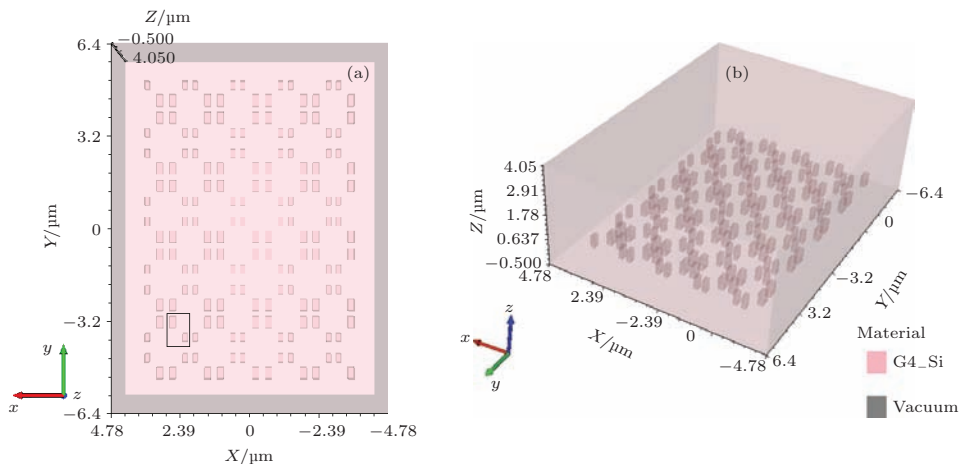 Z/µm
−0.500
4.050
(a)
6.4
3.2
0
−3.2
−6.4
Y/µm
4.78 2.39 0 −2.39 −4.78
X/µm
y
x
z
(b)
4.05
2.91
1.78
0.637
−0.500
Z/µm
4.78
2.39
−2.39
0
−4.78
X/µm
−6.4
0
−3.2
3.2
6.4
Y/µm
z
x
y
Material
G4_Si
Vacuum